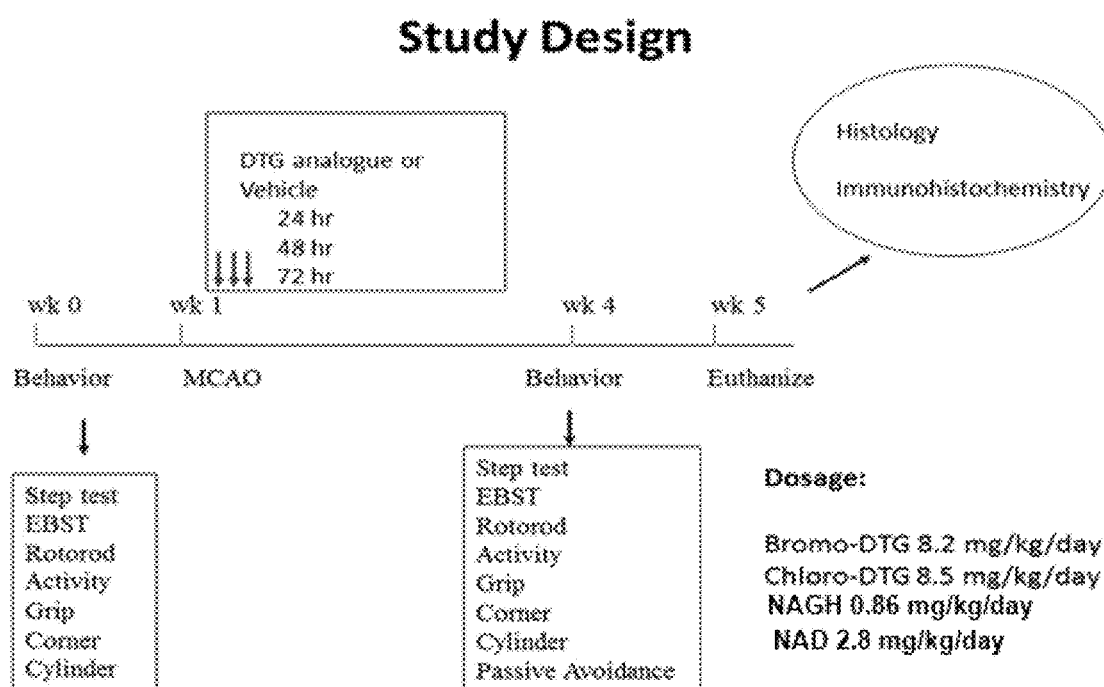 Study Design
DTG analogue or
Vehicle
24 hr
48 hr
72 hr
Histology
Immunohistochemistry
wk 0
wk 1
wk 4
wk 5
Behavior
MCAO
Behavior
Euthanize
Step test
EBST
Rotorod
Activity
Grip
Corner
Cylinder
Step test
EBST
Rotorod
Activity
Grip
Corner
Cylinder
Passive Avoidance
Dosage:
Bromo-DTG 8.2 mg/kg/day
Chloro-DTG 8.5 mg/kg/day
NAGH 0.86 mg/kg/day
NAD 2.8 mg/kg/day